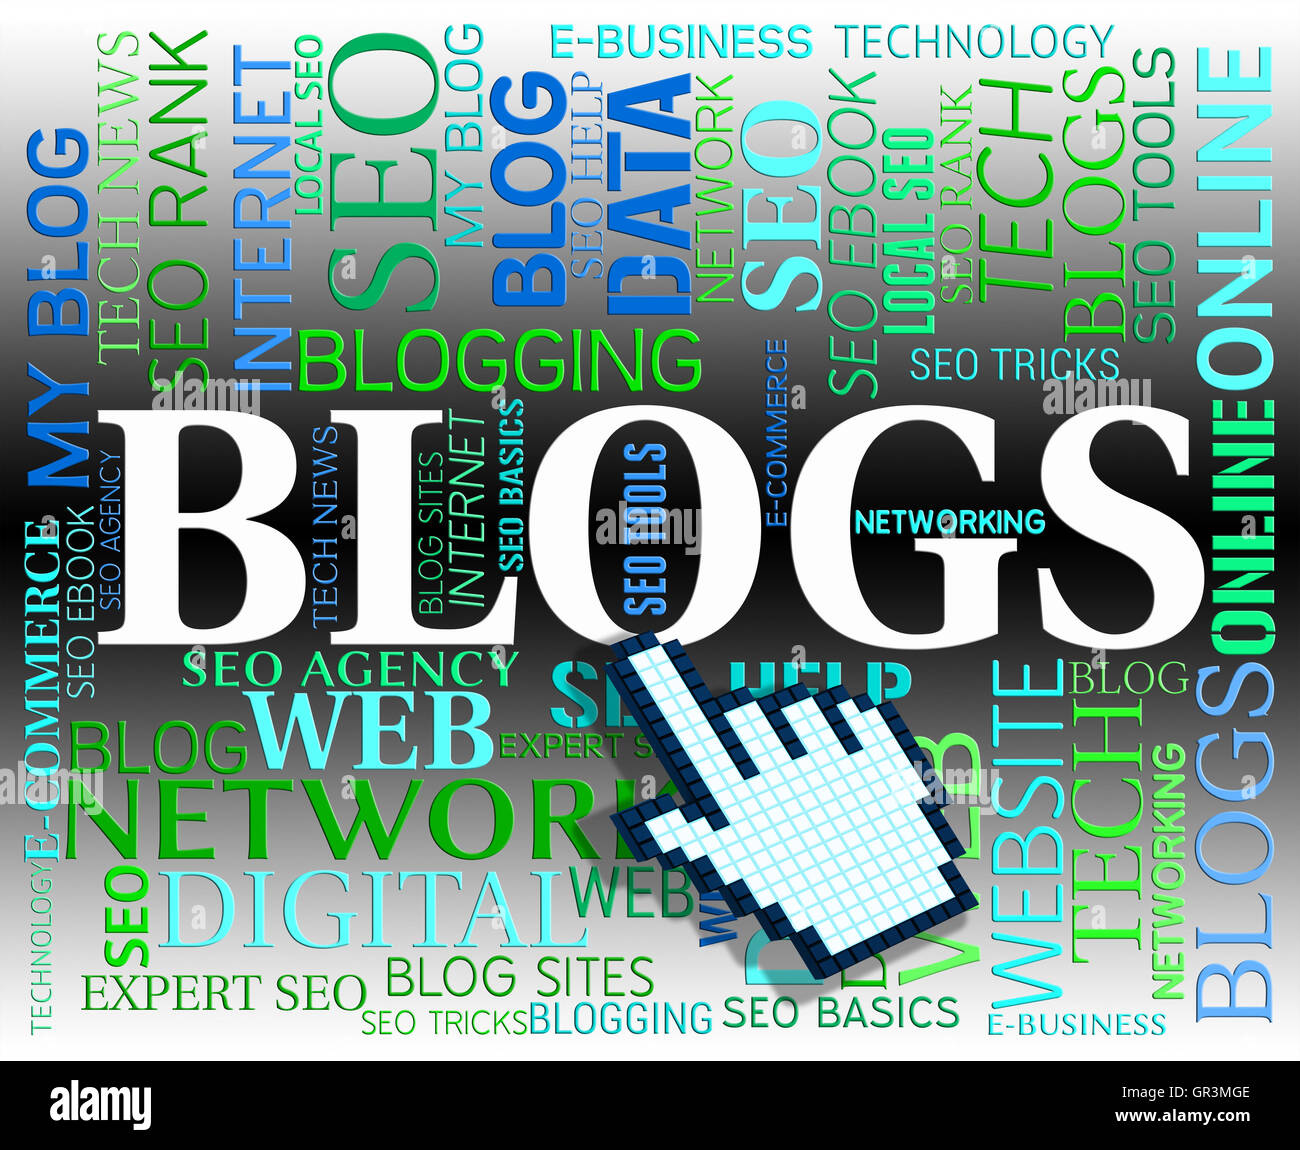 E-BUSINESS
TECHNOLOGY
MY BLOG
TECH NEWS
SEO RANK
INTERNET
LOCAL SEO
SEO
MY BLOG
BLOG
SEO HELP
DATA
NETWORK
SEO
SEO EBOOK
LOCAL SEO
SEO RANK
TECH
BLOGS
SEO TOOLS
ONLINE
BLOGGING
E-COMMERCE
SEO TRICKS
BLOGS
SEO AGENCY
TECH NEWS
BLOG SITES
INTERNET
SEO BASICS
SEO TOOLS
NETWORKING
ONLINE
E-COMMERCE
SEO EBOOK
SEO AGENCY
HELP
BLOG
WEB
EXPERT
BLOG
NETWORK
WEBSITE
TECH
NETWORKING
BLOGS
TECHNOLOGY
SEO
DIGITAL
WEB
EXPERT SEO
BLOG SITES
SEO TRICKS
BLOGGING
SEO BASICS
E-BUSINESS
alamy
Image ID: GR3MGE
www.alamy.com